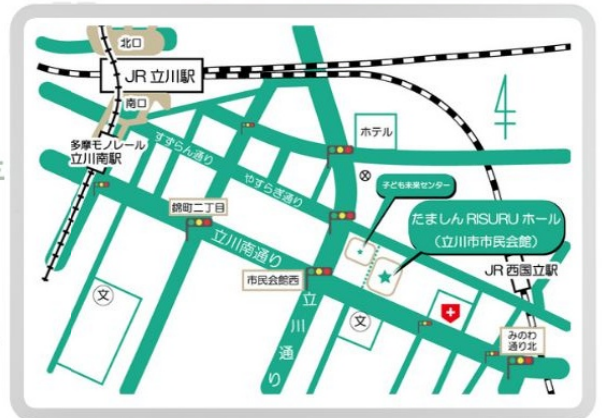 北口
JR 立川駅
南口
多摩モノレール
立川南駅
すずらん通り
やすらぎ通り
ホテル
子ども未来センター
たましん RISURU ホール
(立川市市民会館)
錦町二丁目
立川南通り
市民会館西
立川通り
JR 西国立駅
文
文
みのわ
通り北